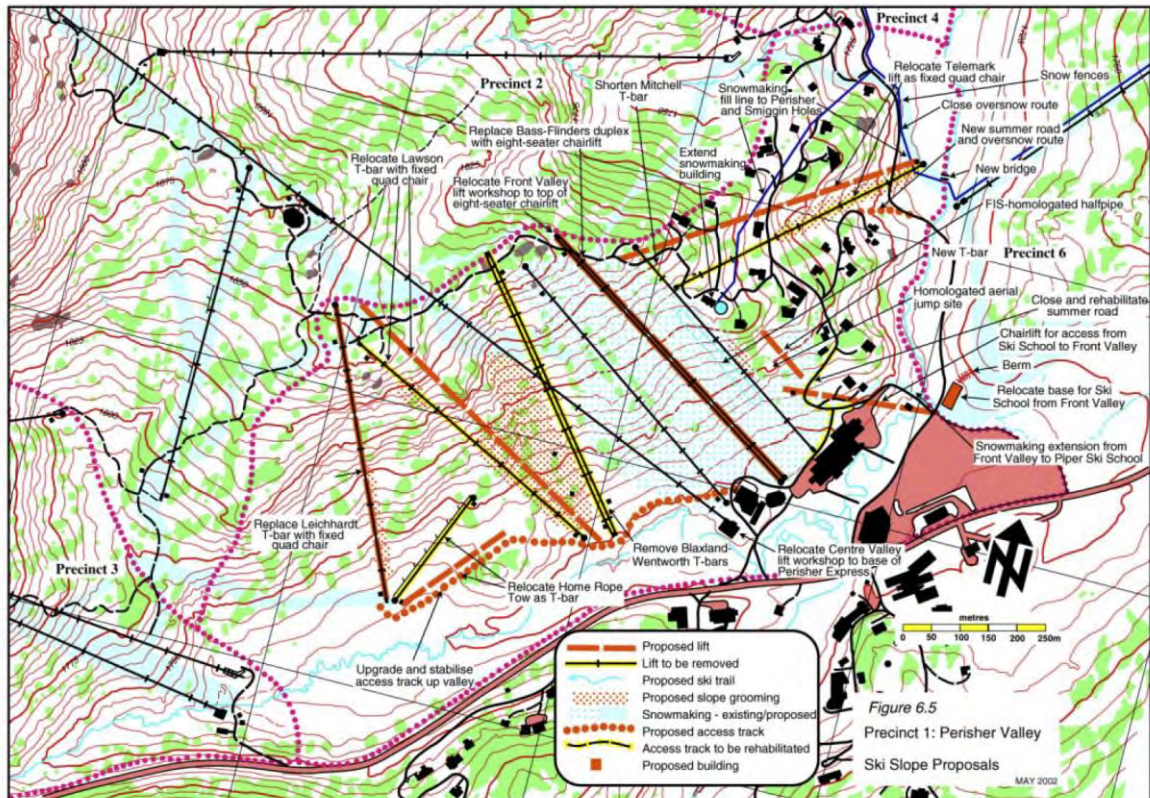 Precinct 4
Precinct 2
Shorten Mitchell
T-bar
Snowmaking
fill line to Perisher
and Smiggin Holes
Relocate Telemark
lift as fixed quad chair
Snow fences
Close oversnow route
New summer road
and oversnow route
New bridge
FIS-homologated halfpipe
Replace Bass-Flinders duplex
with eight-seater chairlift
Relocate Lawson
T-bar with fixed
quad chair
Relocate Front Valley
lift workshop to top of
eight-seater chairlift
Extend
snowmaking
building
Precinct 6
New T-bar
Homologated aerial
jump site
Close and rehabilitate
summer road
Chairlift for access from
Ski School to Front Valley
Berm
Relocate base for Ski
School from Front Valley
Snowmaking extension from
Front Valley to Piper Ski School
Replace Leichhardt
T-bar with fixed
quad chair
Precinct 3
Remove Blaxland-
Wentworth T-bars
Relocate Centre Valley
lift workshop to base of
Perisher Express
Relocate Home Rope
Tow as T-bar
Upgrade and stabilise
access track up valley
1875
1825
1825
metres
0 50 100 150 200 250m
Proposed lift
Lift to be removed
Proposed ski trail
Proposed slope grooming
Snowmaking - existing/proposed
Proposed access track
Access track to be rehabilitated
Proposed building
Figure 6.5
Precinct 1: Perisher Valley
Ski Slope Proposals
MAY 2002